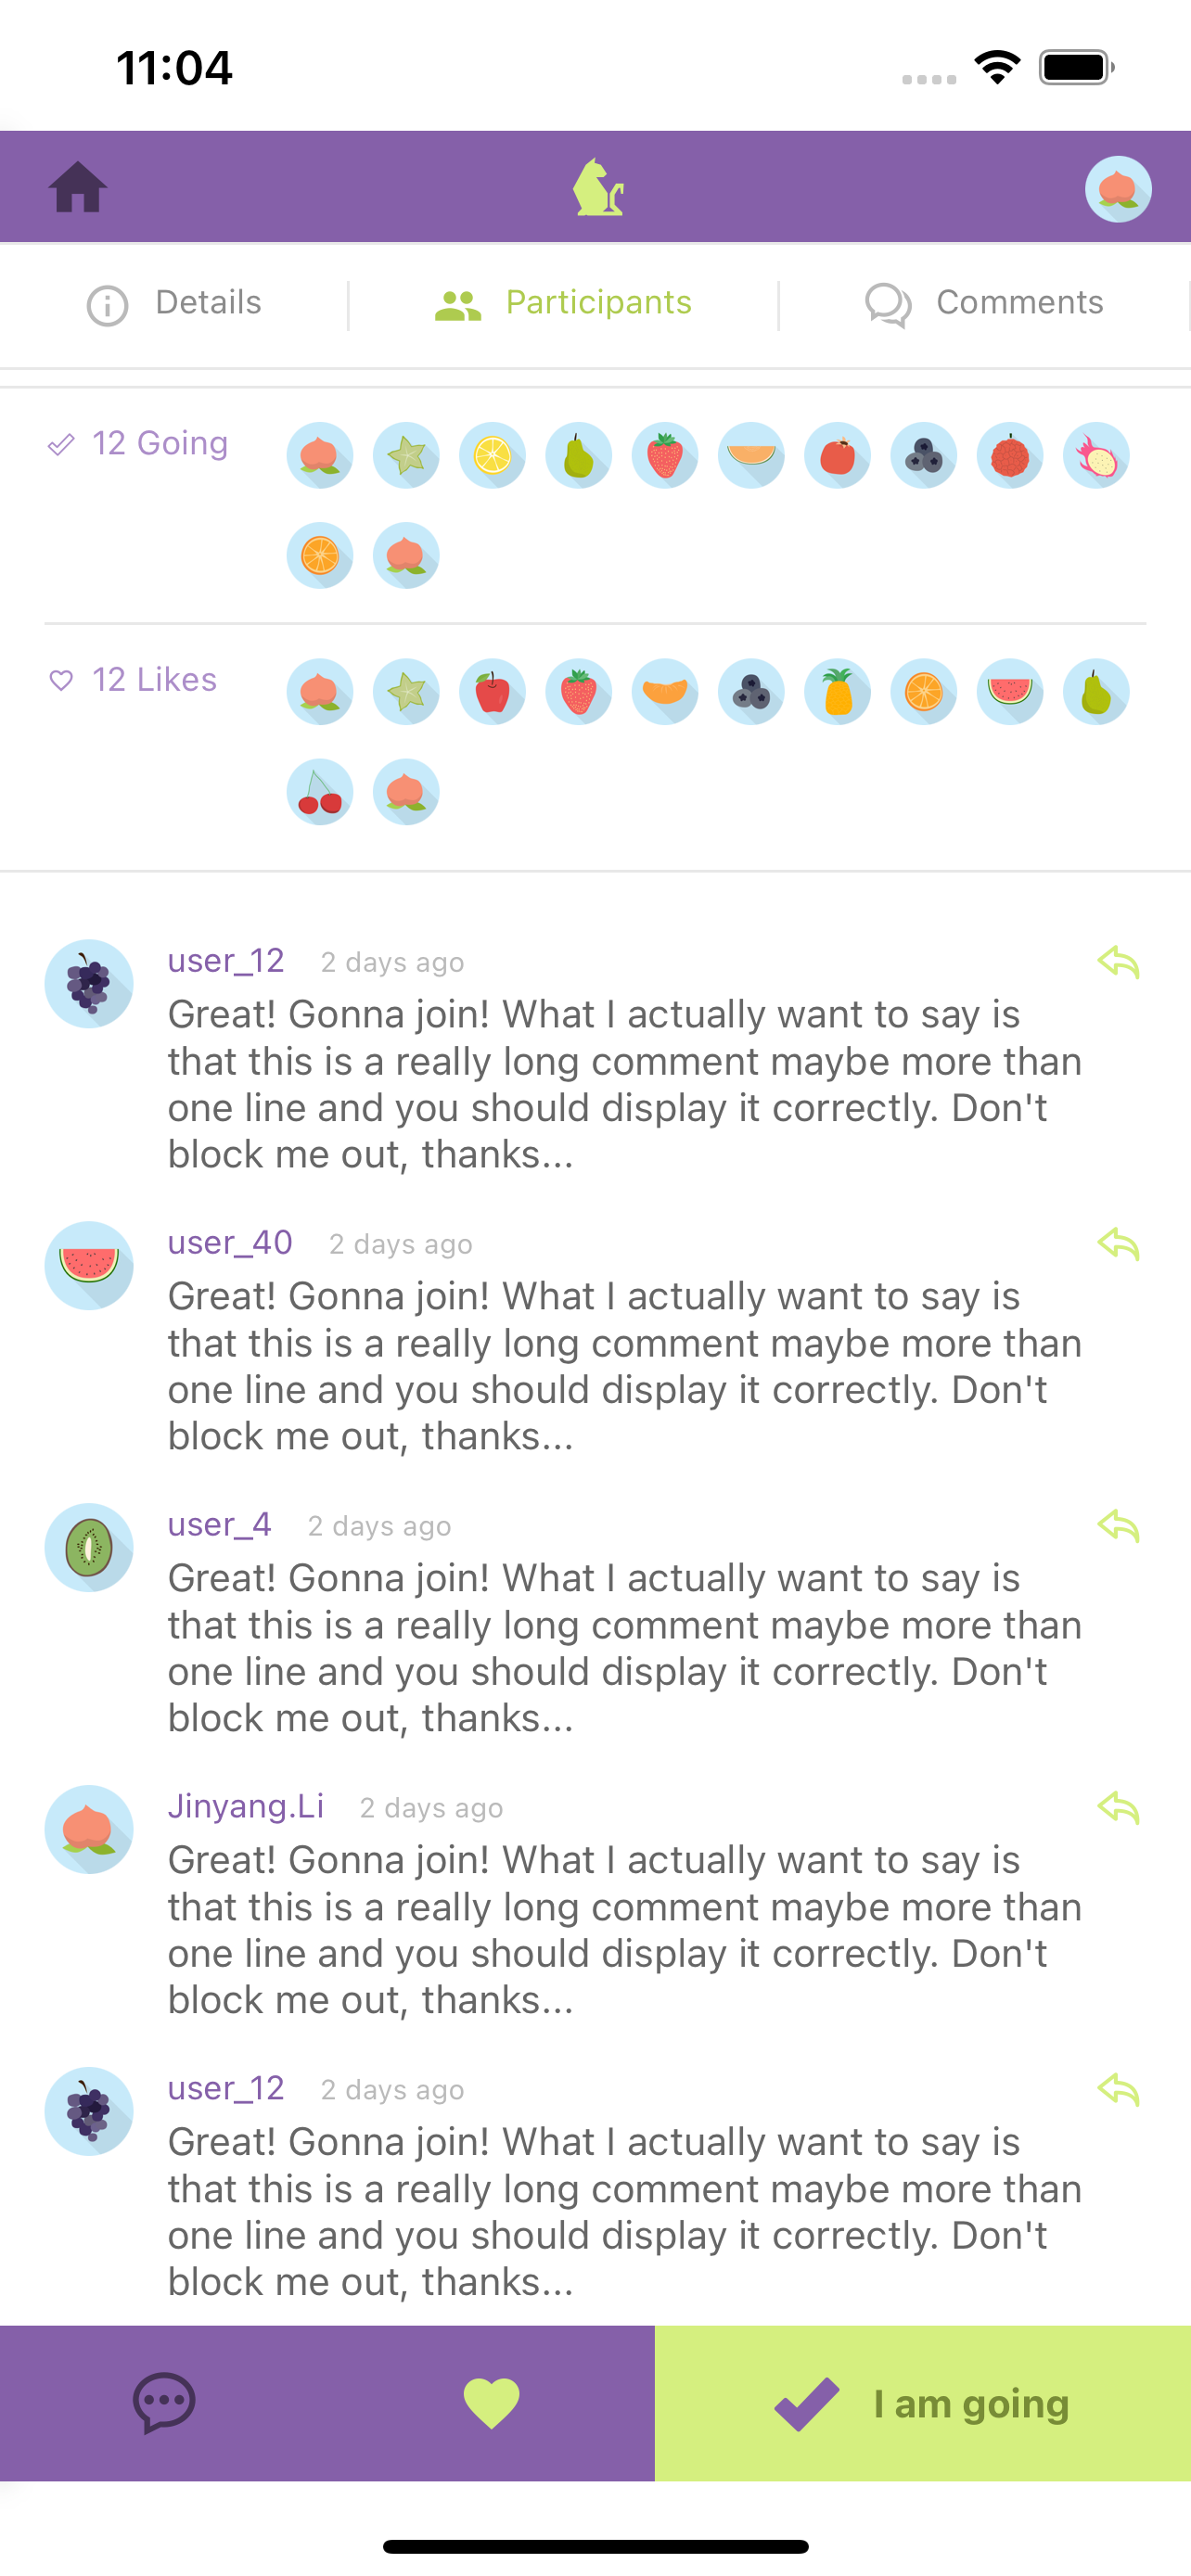 11:04
Details
Participants
Comments
12 Going
12 Likes
user_12 2 days ago
Great! Gonna join! What I actually want to say is
that this is a really long comment maybe more than
one line and you should display it correctly. Don't
block me out, thanks...
user_40 2 days ago
Great! Gonna join! What I actually want to say is
that this is a really long comment maybe more than
one line and you should display it correctly. Don't
block me out, thanks...
user_4 2 days ago
Great! Gonna join! What I actually want to say is
that this is a really long comment maybe more than
one line and you should display it correctly. Don't
block me out, thanks...
Jinyang.Li 2 days ago
Great! Gonna join! What I actually want to say is
that this is a really long comment maybe more than
one line and you should display it correctly. Don't
block me out, thanks...
user_12 2 days ago
Great! Gonna join! What I actually want to say is
that this is a really long comment maybe more than
one line and you should display it correctly. Don't
block me out, thanks...
I am going